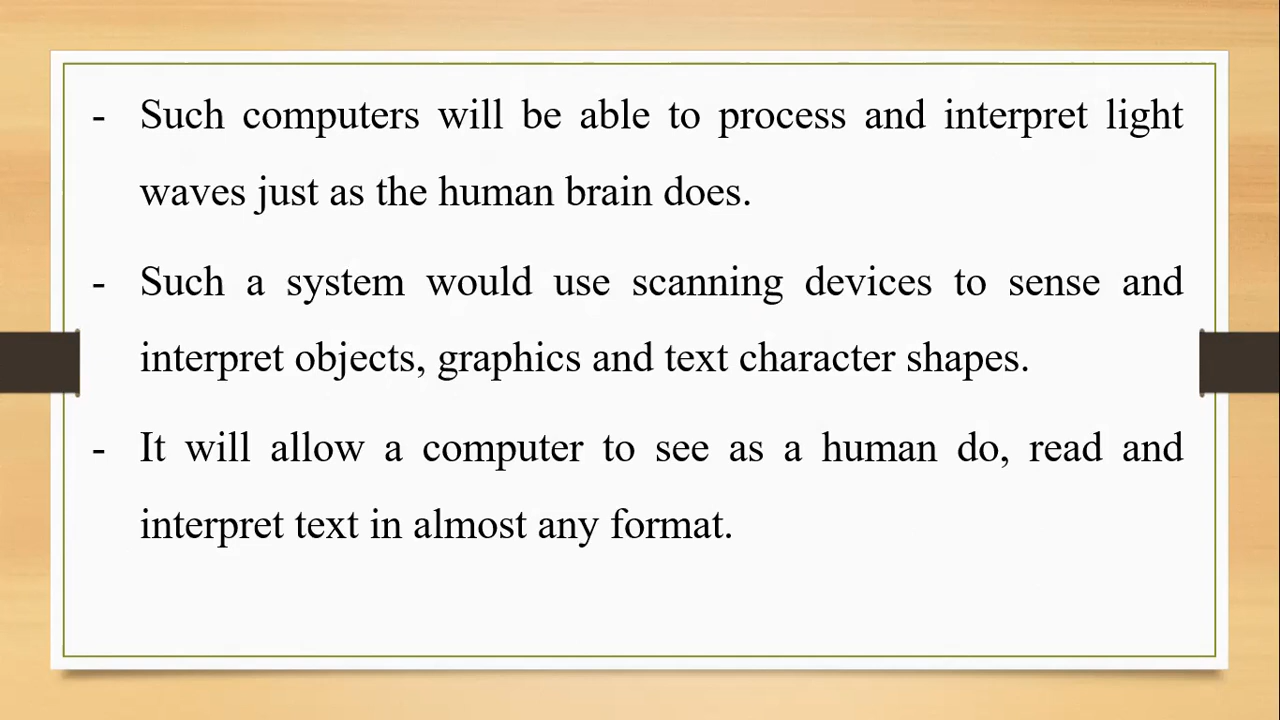 - Such computers will be able to process and interpret light
waves just as the human brain does.
- Such a system would use scanning devices to sense and
interpret objects, graphics and text character shapes.
- It will allow a computer to see as a human do, read and
interpret text in almost any format.